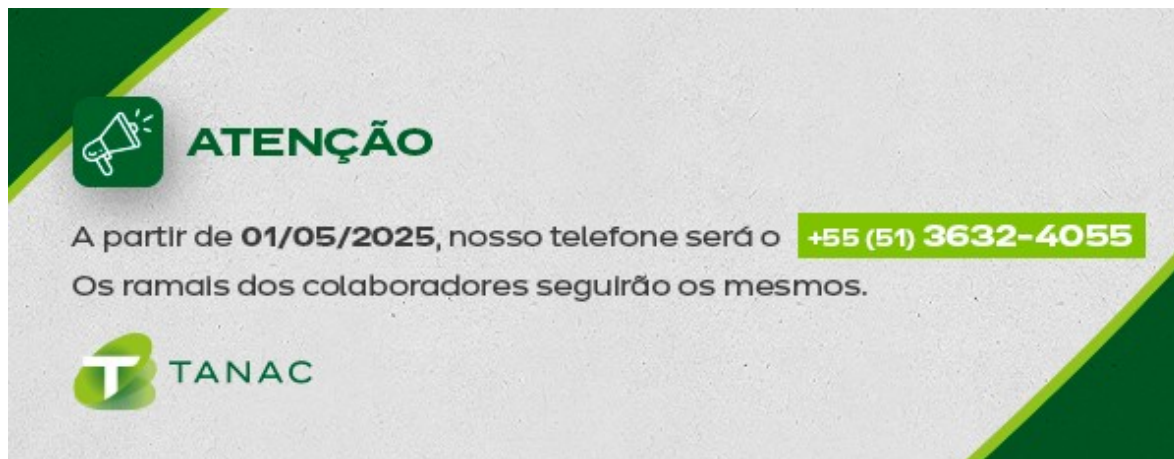 ATENÇÃO
A partir de 01/05/2025, nosso telefone será o +55 (51) 3632-4055
Os ramais dos colaboradores seguirão os mesmos.
T TANAC